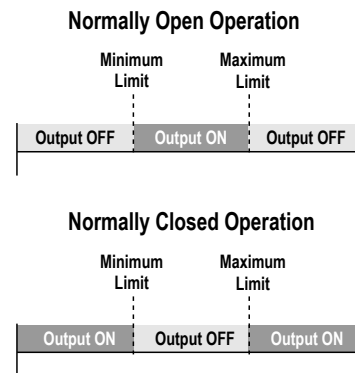 Normally Open Operation
Minimum Limit
Maximum Limit
Output OFF
Output ON
Output OFF
Normally Closed Operation
Minimum Limit
Maximum Limit
Output ON
Output OFF
Output ON